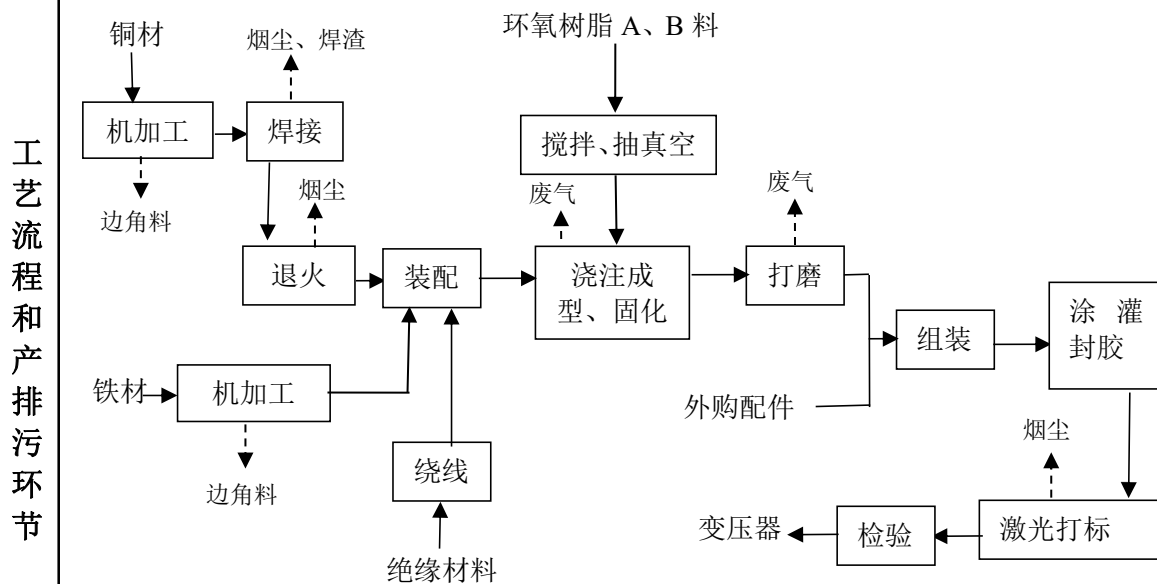 工艺流程和产排污环节
铜材
烟尘、焊渣
环氧树脂 A、B 料
机加工
焊接
搅拌、抽真空
边角料
烟尘
废气
废气
退火
装配
浇注成
型、固化
打磨
涂灌
封胶
组装
铁材
机加工
外购配件
烟尘
边角料
绕线
变压器
检验
激光打标
绝缘材料